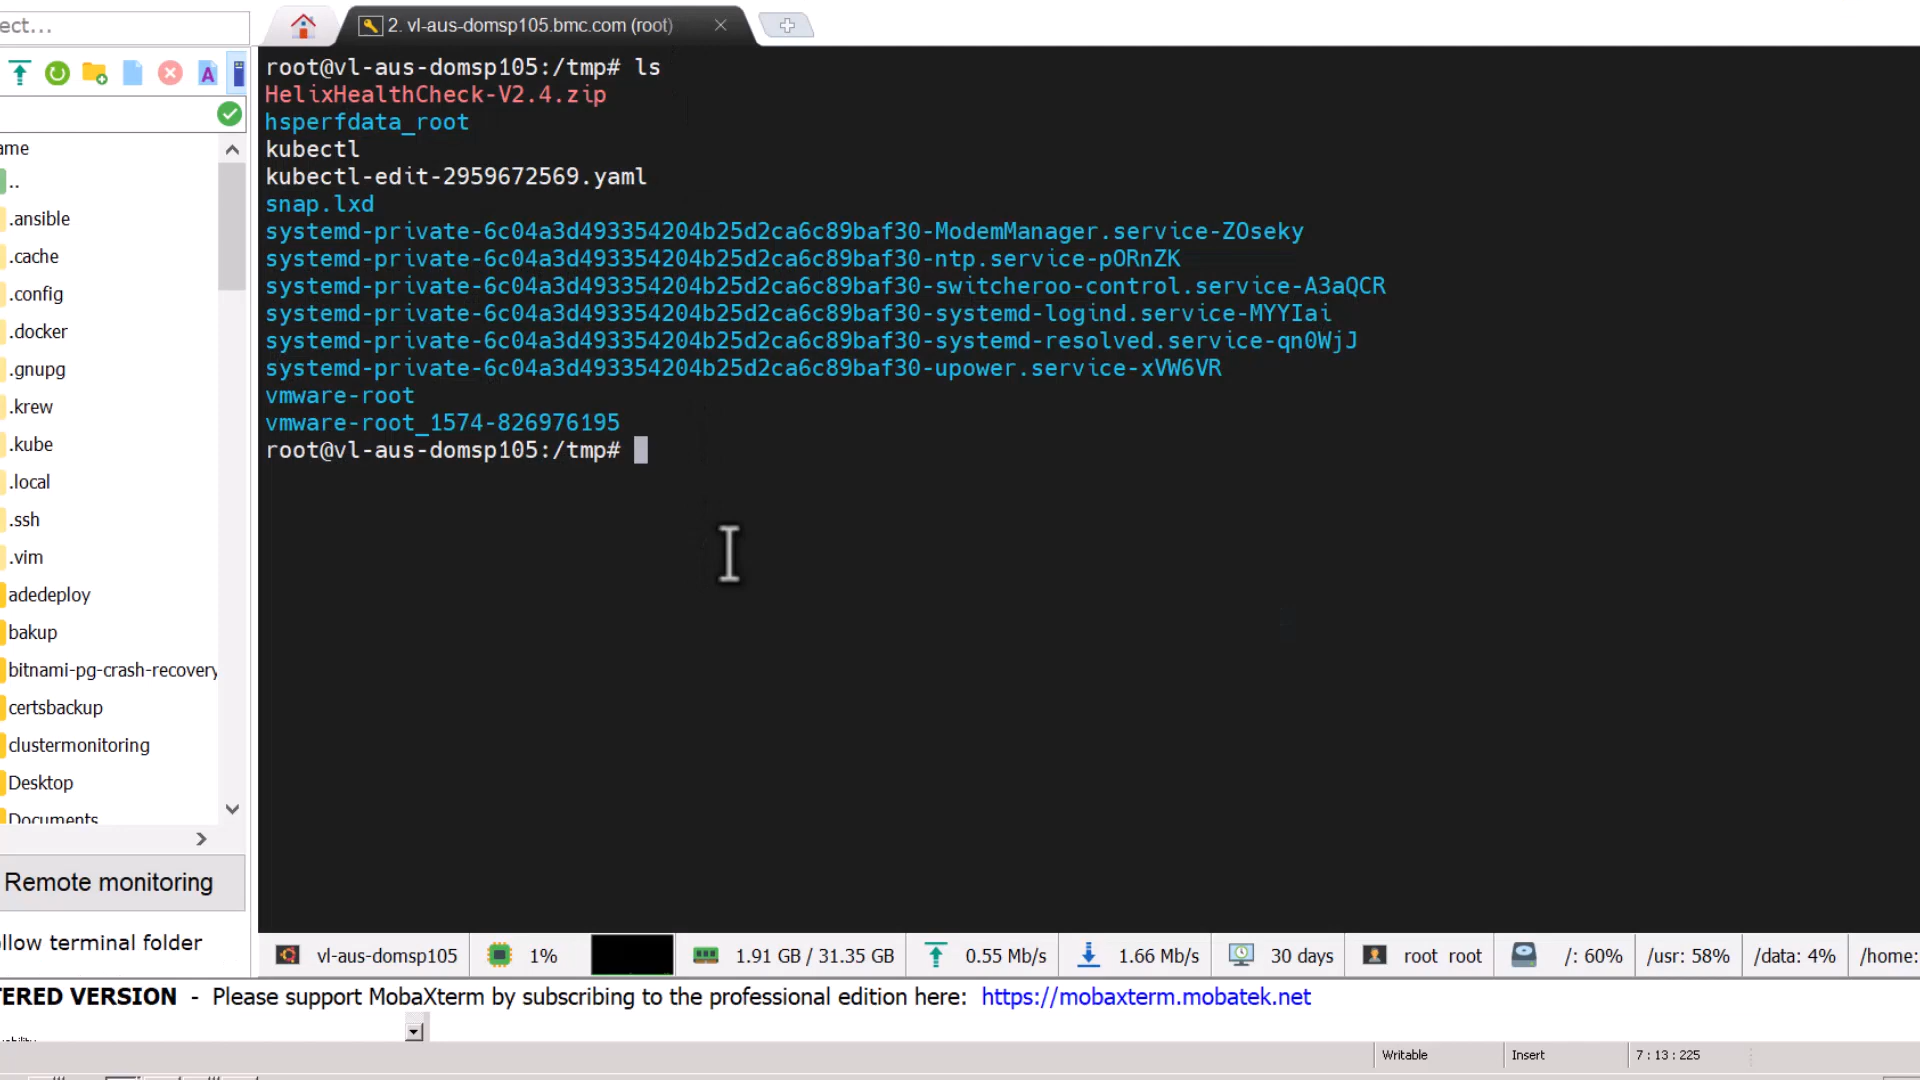 ect...
2. vl-aus-domsp105.bmc.com (root)
root@vl-aus-domsp105:/tmp# ls
HelixHealthCheck-V2.4.zip
hsperfdata_root
kubectl
kubectl-edit-2959672569.yaml
snap.lxd
systemd-private-6c04a3d493354204b25d2ca6c89baf30-ModemManager.service-ZOseky
systemd-private-6c04a3d493354204b25d2ca6c89baf30-ntp.service-pORnZK
systemd-private-6c04a3d493354204b25d2ca6c89baf30-switcheroo-control.service-A3aQCR
systemd-private-6c04a3d493354204b25d2ca6c89baf30-systemd-logind.service-MYYIai
systemd-private-6c04a3d493354204b25d2ca6c89baf30-systemd-resolved.service-qn0WjJ
systemd-private-6c04a3d493354204b25d2ca6c89baf30-upower.service-xVW6VR
vmware-root
vmware-root_1574-826976195
root@vl-aus-domsp105:/tmp#
ame
..
.ansible
.cache
.config
.docker
.gnupg
.krew
.kube
.local
.ssh
.vim
adedeploy
bakup
bitnami-pg-crash-recovery
certsbackup
clustermonitoring
Desktop
Documents
Remote monitoring
llow terminal folder
vl-aus-domsp105 1% 1.91 GB / 31.35 GB 0.55 Mb/s 1.66 Mb/s 30 days root root /: 60% /usr: 58% /data: 4% /home:
TERED VERSION - Please support MobaXterm by subscribing to the professional edition here: https://mobaxterm.mobatek.net
Writable Insert 7 : 13 : 225